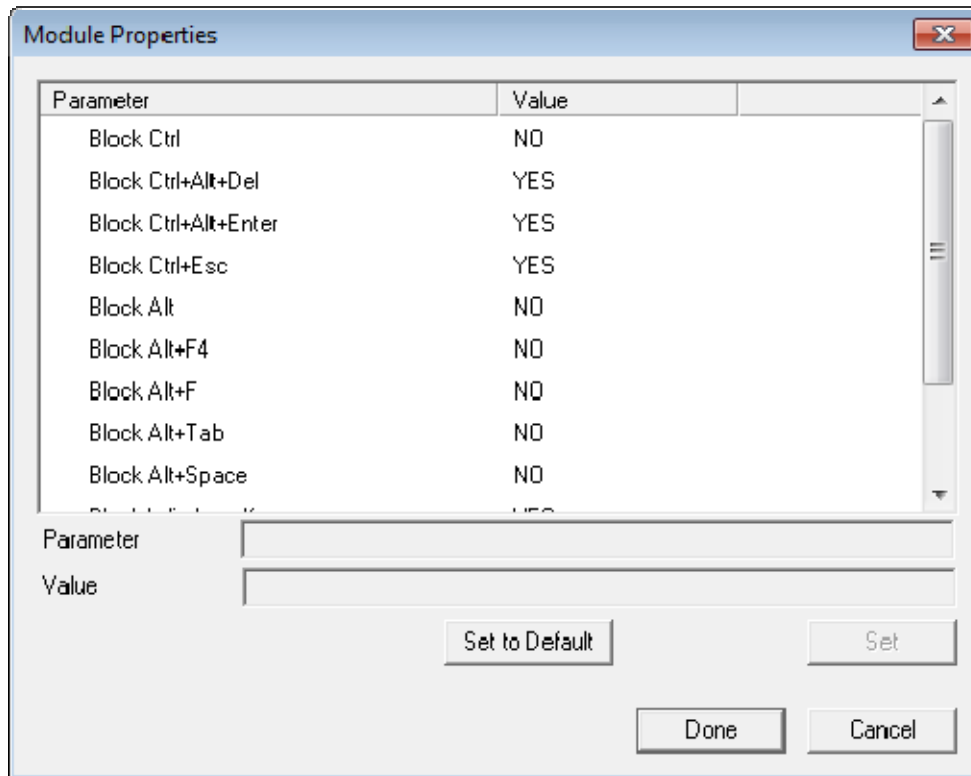 Module Properties
Parameter Value
Block Ctrl NO
Block Ctrl+Alt+Del YES
Block Ctrl+Alt+Enter YES
Block Ctrl+Esc YES
Block Alt NO
Block Alt+F4 NO
Block Alt+F NO
Block Alt+Tab NO
Block Alt+Space NO
Parameter
Value
Set to Default Set
Done Cancel